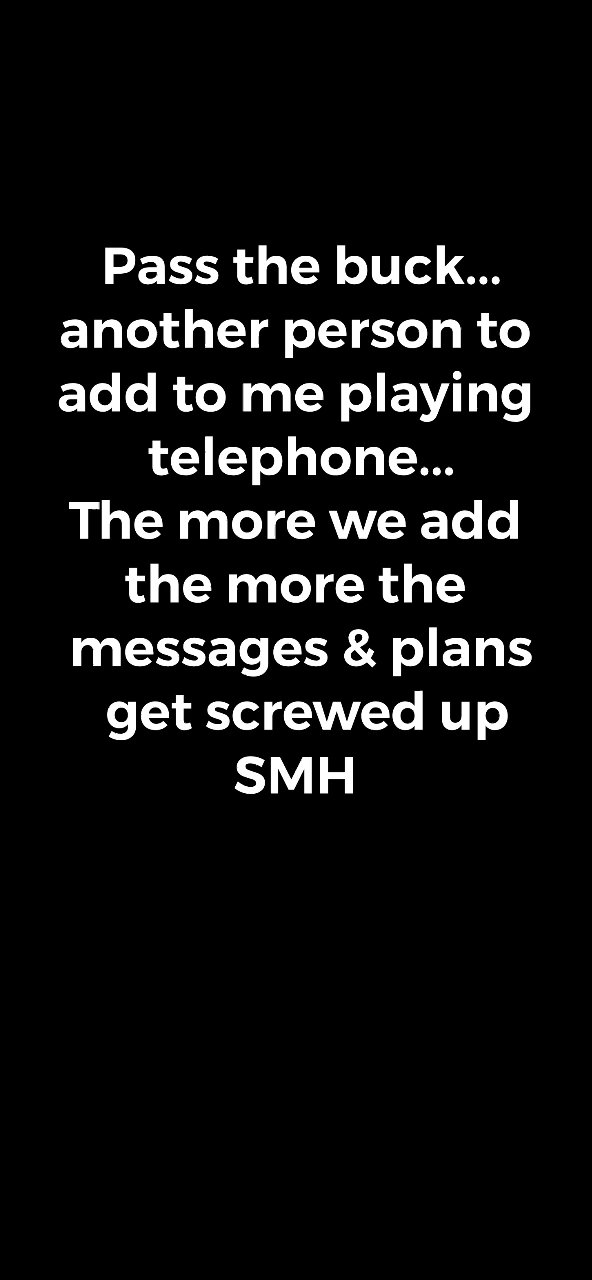 Pass the buck...
another person to
add to me playing
telephone...
The more we add
the more the
messages & plans
get screwed up
SMH